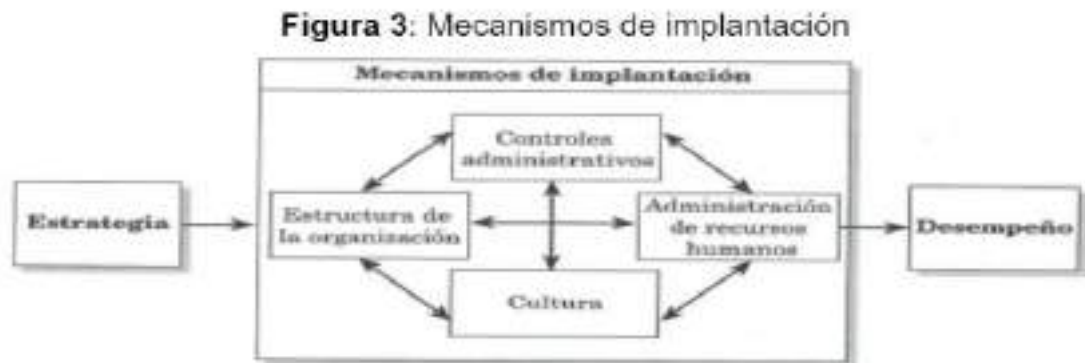 Figura 3: Mecanismos de implantación
Mecanismos de implantación
Controles
administrativos
Estrategia
Estructura de
la organización
Administración
de recursos
humanos
Desempeño
Cultura